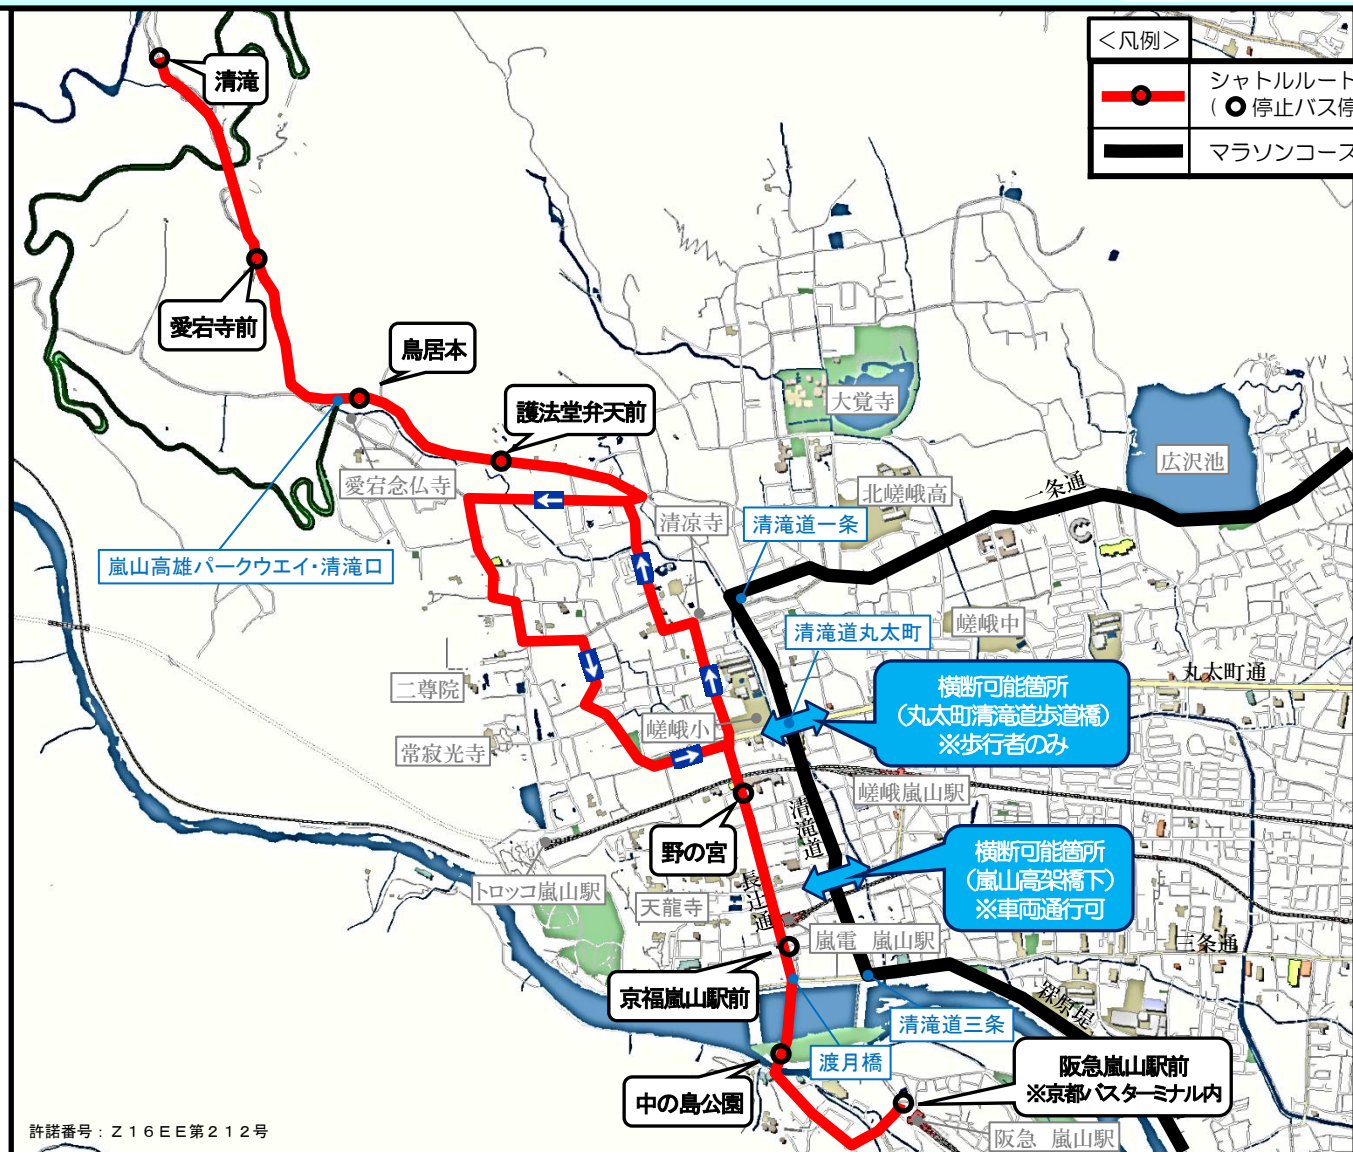 ＜凡例＞
シャトルルート
（ 停止バス停
マラソンコース
清滝
愛宕寺前
鳥居本
護法堂弁天前
大覚寺
広沢池
愛宕念仏寺
北嵯峨高
一条通
清凉寺
清滝道一条
嵐山高雄パークウエイ・清滝口
清滝道丸太町
嵯峨中
丸太町通
横断可能箇所
（丸太町清滝道歩道橋）
※歩行者のみ
二尊院
嵯峨小
常寂光寺
嵯峨嵐山駅
清滝道
野の宮
横断可能箇所
（嵐山高架橋下）
※車両通行可
トロッコ嵐山駅
長辻通
天龍寺
嵐電 嵐山駅
三条通
京福嵐山駅前
罧原堤
清滝道三条
渡月橋
阪急嵐山駅前
※京都バスターミナル内
中の島公園
阪急 嵐山駅
許諾番号：Ｚ１６ＥＥ第２１２号